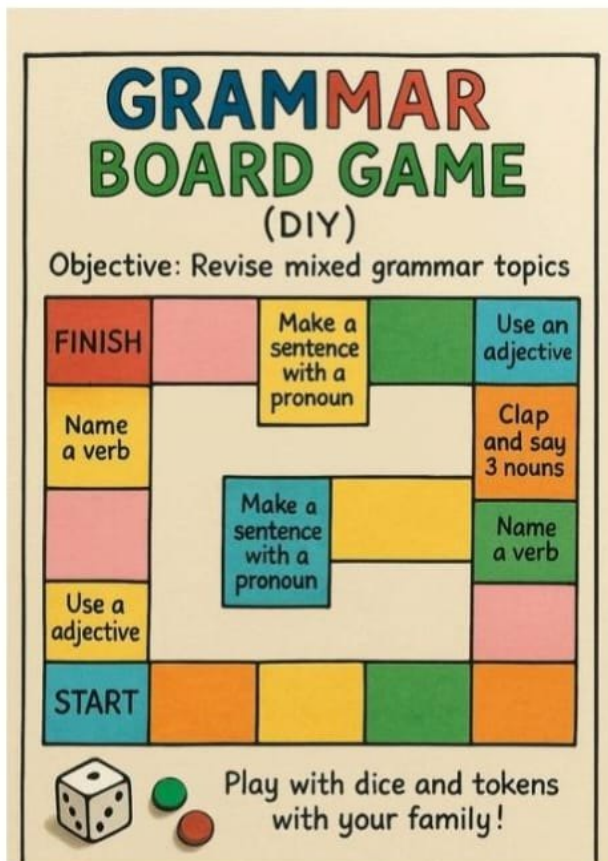 GRAMMAR
BOARD GAME
(DIY)
Objective: Revise mixed grammar topics
FINISH
Make a
sentence
with a
pronoun
Use an
adjective
Name
a verb
Clap
and say
3 nouns
Make a
sentence
with a
pronoun
Name
a verb
Use a
adjective
START
Play with dice and tokens
with your family!